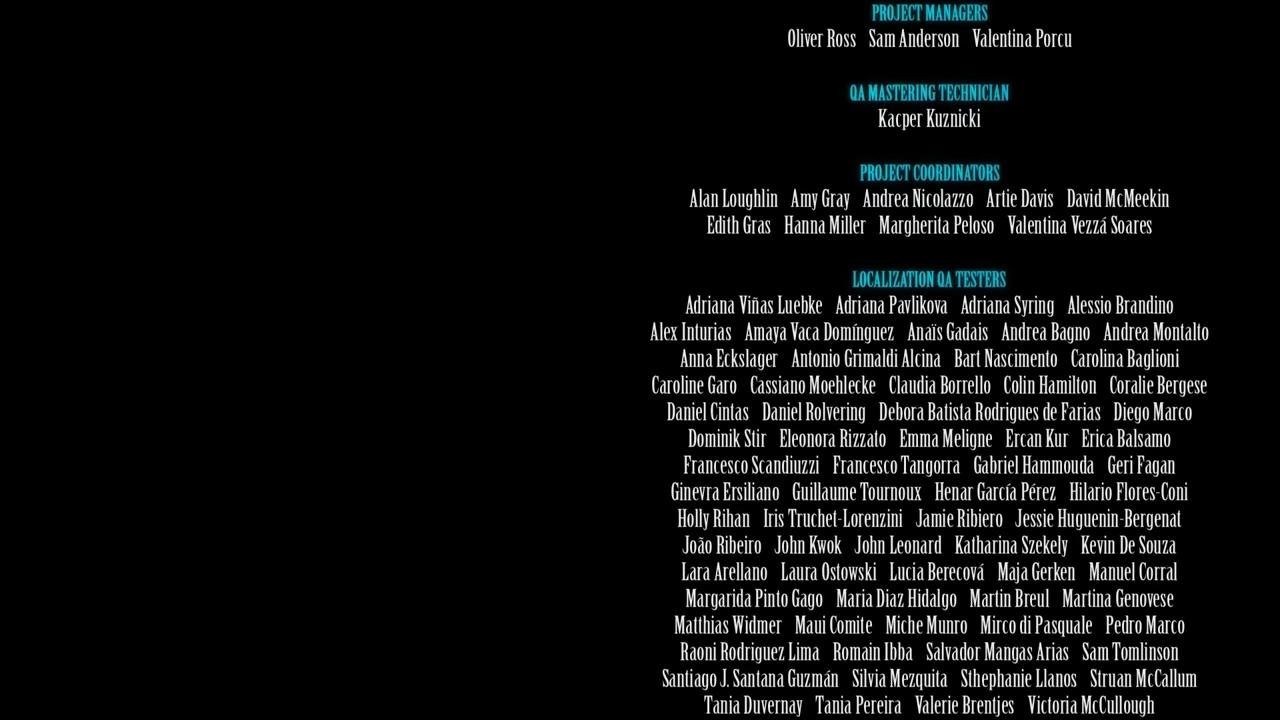 PROJECT MANAGERS
Oliver Ross Sam Anderson Valentina Porcu
QA MASTERING TECHNICIAN
Kacper Kuznicki
PROJECT COORDINATORS
Alan Loughlin Amy Gray Andrea Nicolazzo Artie Davis David McMeekin
Edith Gras Hanna Miller Margherita Peloso Valentina Vezzá Soares
LOCALIZATION QA TESTERS
Adriana Viñas Luebke Adriana Pavlikova Adriana Syring Alessio Brandino
Alex Inturias Amaya Vaca Domínguez Anaïs Gadais Andrea Bagno Andrea Montalto
Anna Eckslager Antonio Grimaldi Alcina Bart Nascimento Carolina Baglioni
Caroline Garo Cassiano Moehlecke Claudia Borrello Colin Hamilton Coralie Bergese
Daniel Cintas Daniel Rolvering Debora Batista Rodrigues de Farias Diego Marco
Dominik Stir Eleonora Rizzato Emma Meligne Ercan Kur Erica Balsamo
Francesco Scandiuzzi Francesco Tangorra Gabriel Hammouda Geri Fagan
Ginevra Ersiliano Guillaume Tournoux Henar García Pérez Hilario Flores-Coni
Holly Rihan Iris Truchet-Lorenzini Jamie Ribiero Jessie Huguenin-Bergenat
João Ribeiro John Kwok John Leonard Katharina Szekely Kevin De Souza
Lara Arellano Laura Ostowski Lucia Berecová Maja Gerken Manuel Corral
Margarida Pinto Gago Maria Diaz Hidalgo Martin Breul Martina Genovese
Matthias Widmer Maui Comite Miche Munro Mirco di Pasquale Pedro Marco
Raoni Rodriguez Lima Romain Ibba Salvador Mangas Arias Sam Tomlinson
Santiago J. Santana Guzmán Silvia Mezquita Sthephanie Llanos Struan McCallum
Tania Duvernay Tania Pereira Valerie Brentjes Victoria McCullough